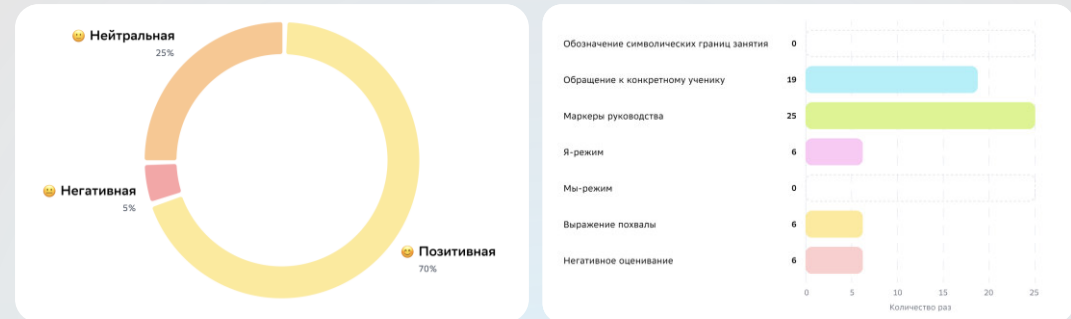 Нейтральная
25%
Негативная
5%
Позитивная
70%
Обозначение символических границ занятия 0
Обращение к конкретному ученику 19
Маркеры руководства 25
Я-режим 6
Мы-режим 0
Выражение похвалы 6
Негативное оценивание 6
0 5 10 15 20 25
Количество раз